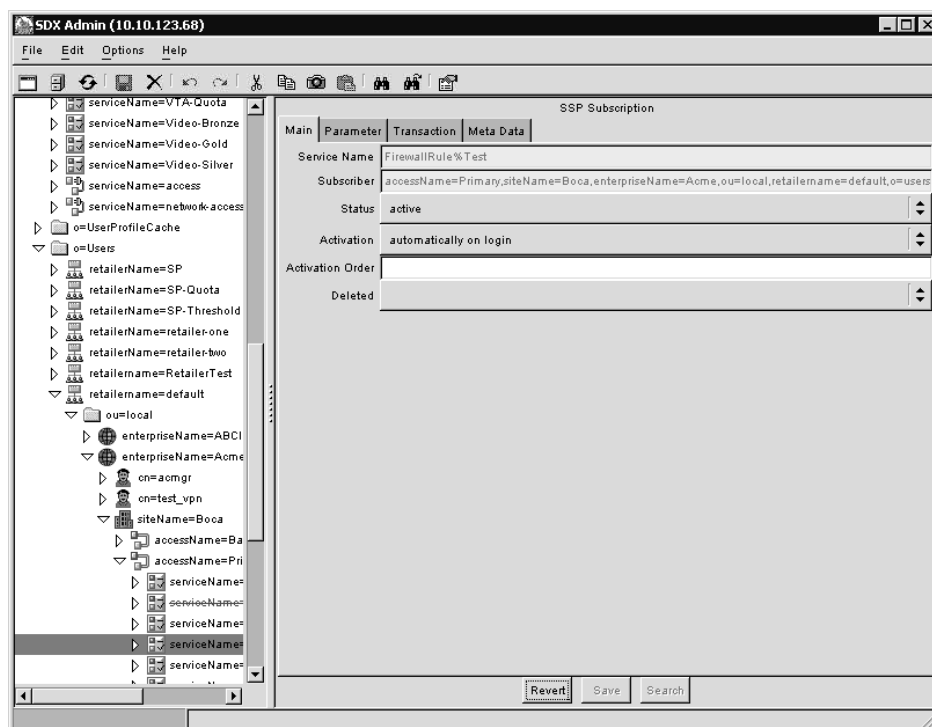 SDX Admin (10.10.123.68)
File Edit Options Help
serviceName=VTA-Quota
serviceName=Video-Bronze
serviceName=Video-Gold
serviceName=Video-Silver
serviceName=access
serviceName=network-access
o=UserProfileCache
o=Users
retailerName=SP
retailerName=SP-Quota
retailerName=SP-Threshold
retailerName=retailer-one
retailerName=retailer-two
retailername=RetailerTest
retailername=default
ou=local
enterpriseName=ABCI
enterpriseName=Acme
cn=acmgr
cn=test_vpn
siteName=Boca
accessName=Ba
accessName=Pri
serviceName=
serviceName=
serviceName=
serviceName=
serviceName=
SSP Subscription
Main Parameter Transaction Meta Data
Service Name FirewallRule%Test
Subscriber accessName=Primary,siteName=Boca,enterpriseName=Acme,ou=local,retailername=default,o=users
Status active
Activation automatically on login
Activation Order
Deleted
Revert Save Search